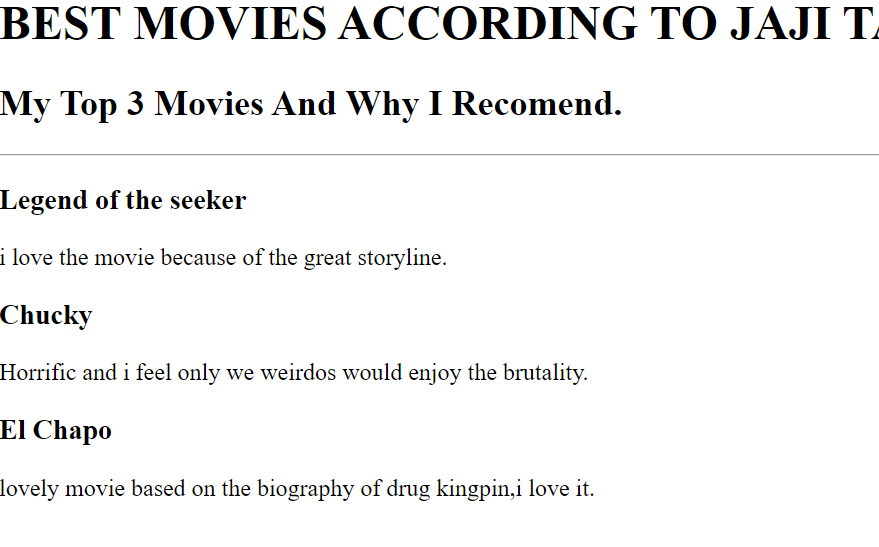 BEST MOVIES ACCORDING TO JAJI
My Top 3 Movies And Why I Recomend.
Legend of the seeker
i love the movie because of the great storyline.
Chucky
Horrific and i feel only we weirdos would enjoy the brutality.
El Chapo
lovely movie based on the biography of drug kingpin,i love it.